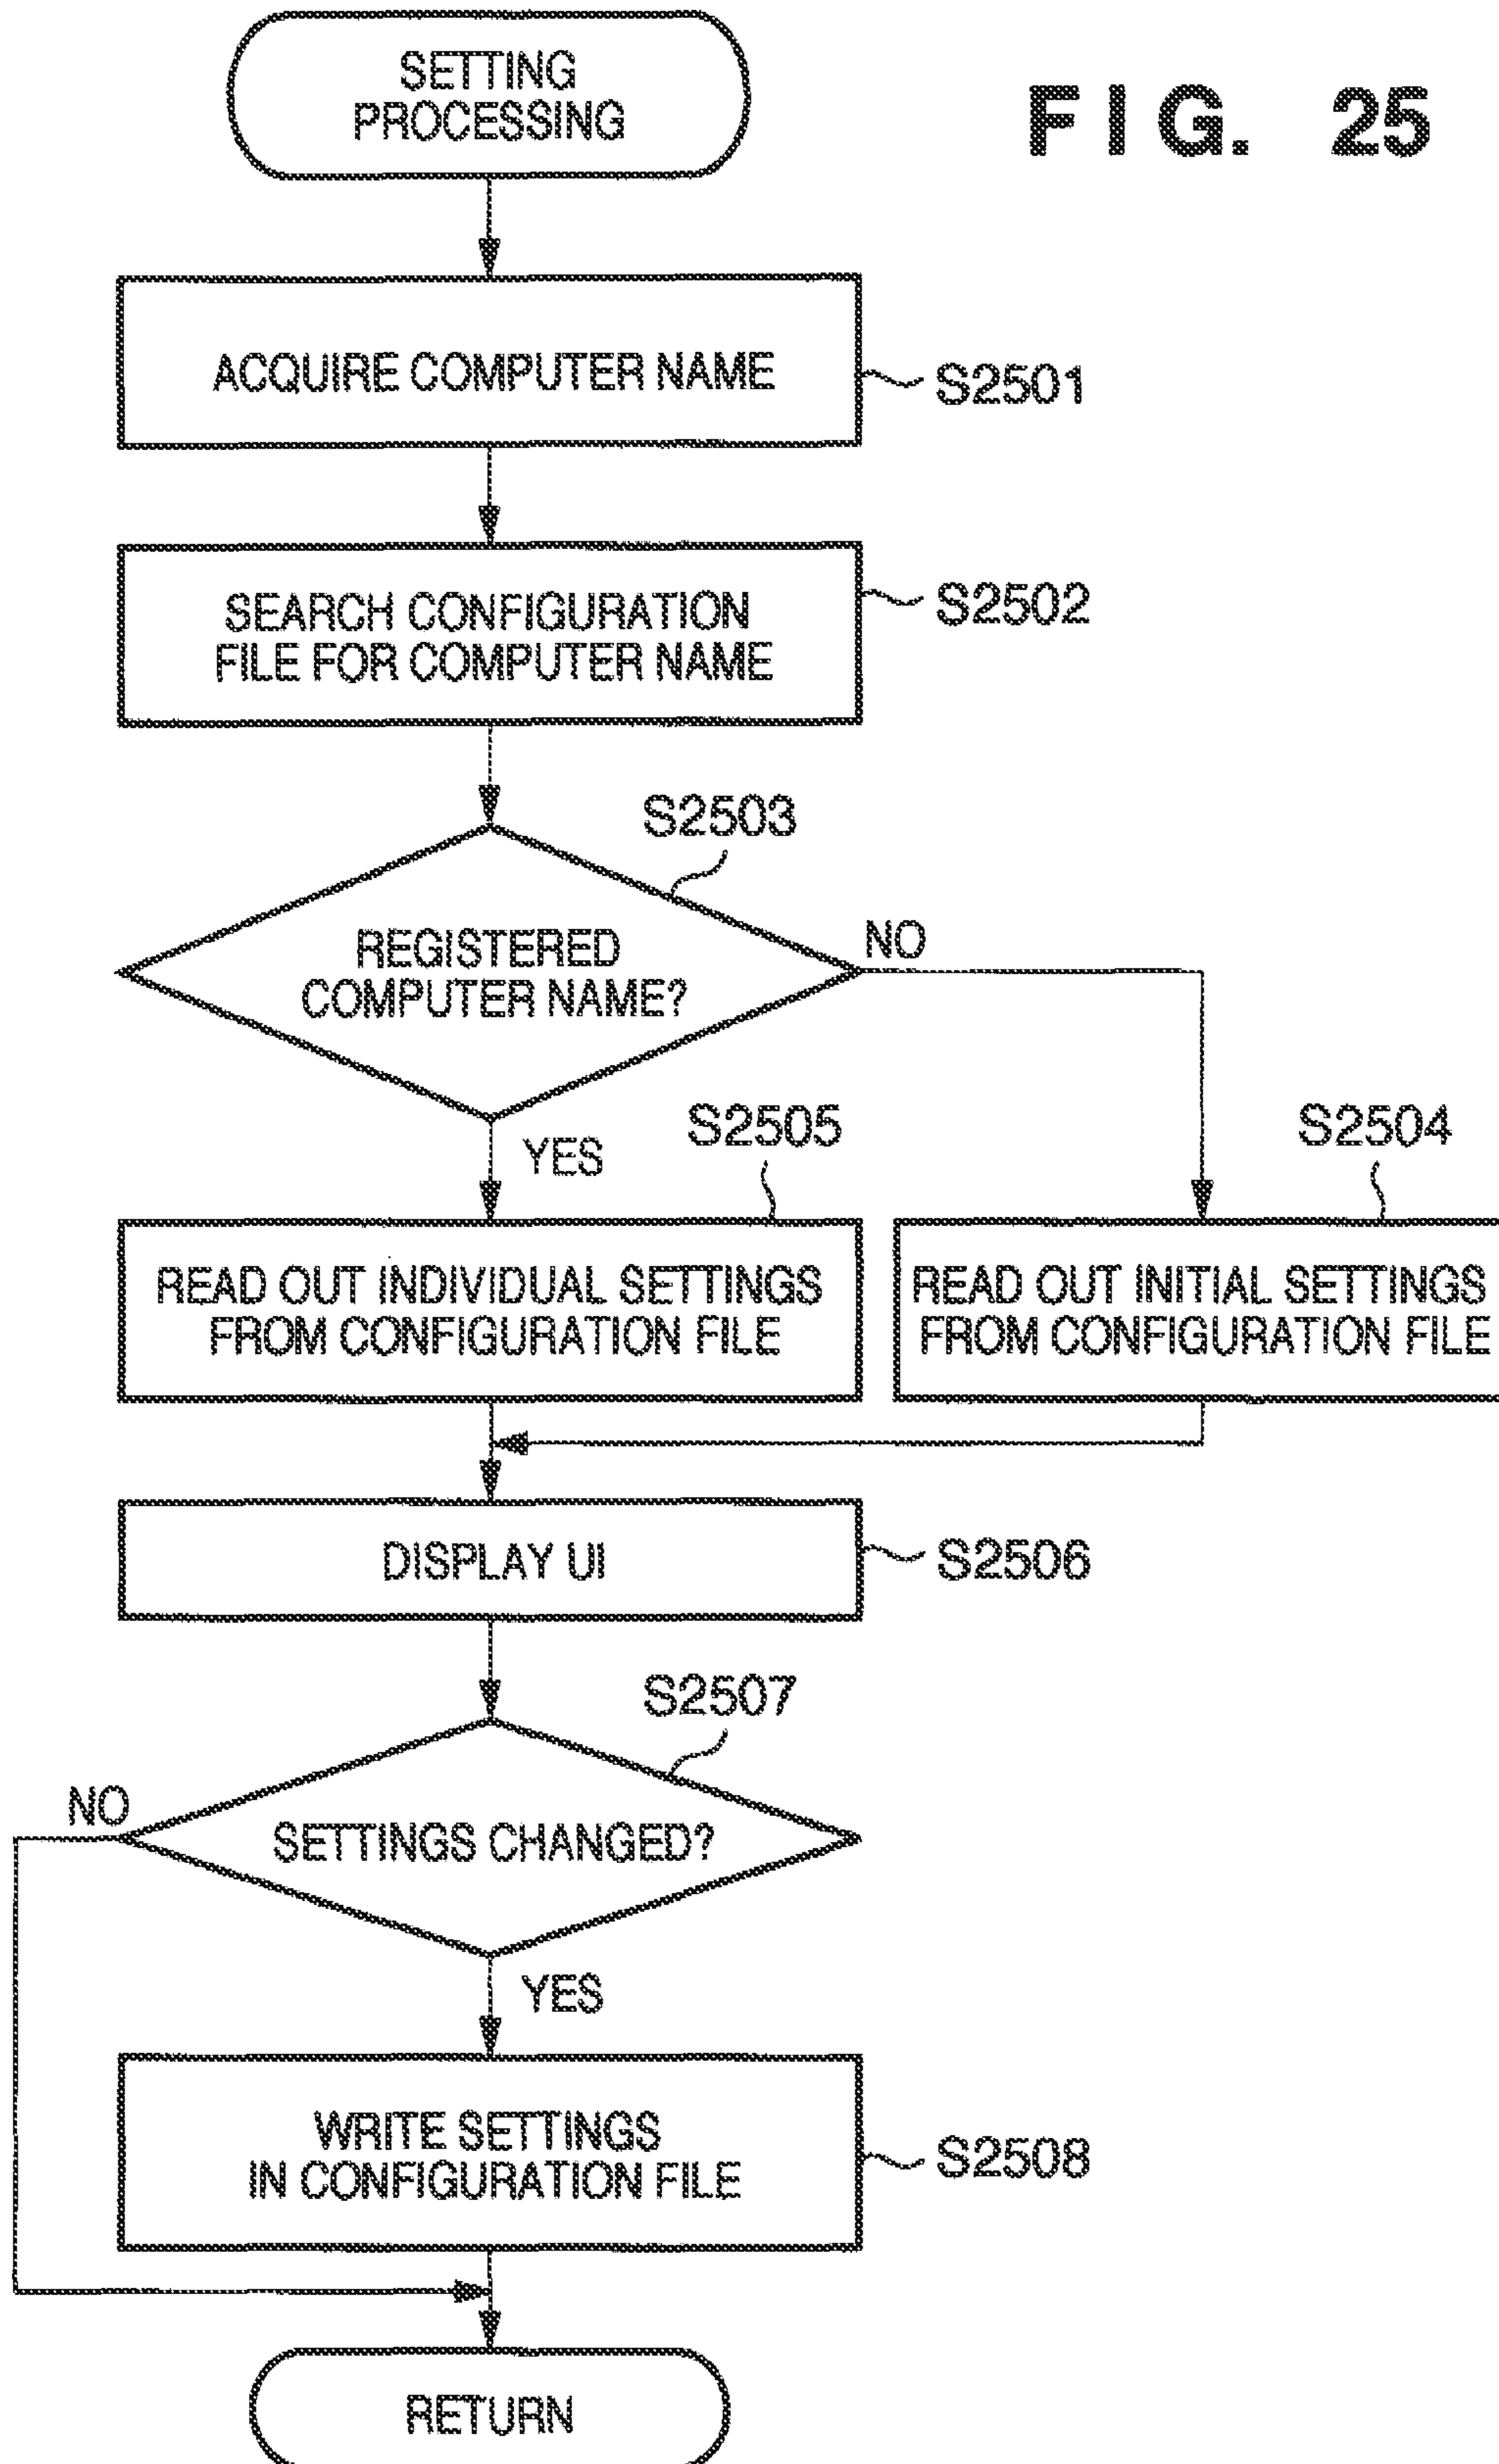 SETTING
PROCESSING
FIG. 25
ACQUIRE COMPUTER NAME
S2501
SEARCH CONFIGURATION
FILE FOR COMPUTER NAME
S2502
S2503
REGISTERED
COMPUTER NAME?
NO
YES
S2505
S2504
READ OUT INDIVIDUAL SETTINGS
FROM CONFIGURATION FILE
READ OUT INITIAL SETTINGS
FROM CONFIGURATION FILE
DISPLAY UI
S2506
S2507
NO
SETTINGS CHANGED?
YES
WRITE SETTINGS
IN CONFIGURATION FILE
S2508
RETURN